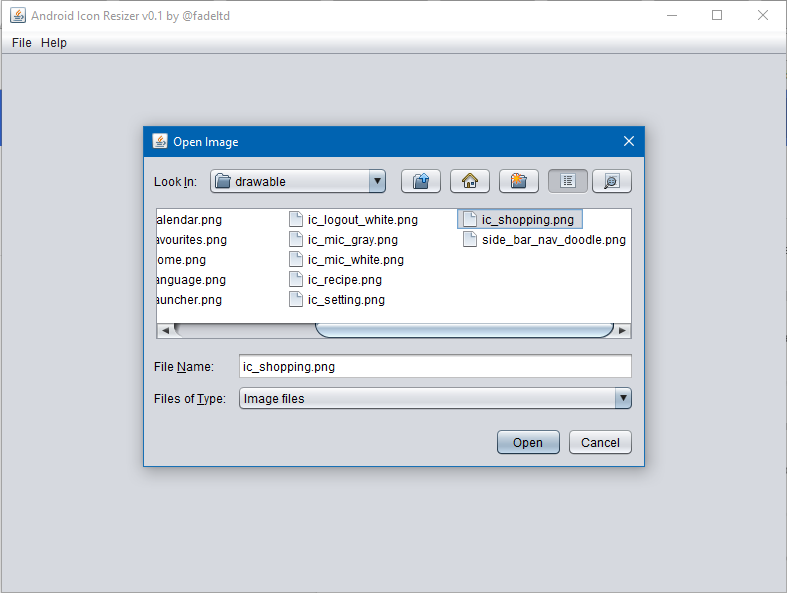 Android Icon Resizer v0.1 by @fadeltd
File Help
Open Image
Look In: drawable
alendar.png ic_logout_white.png ic_shopping.png
avourites.png ic_mic_gray.png side_bar_nav_doodle.png
ome.png ic_mic_white.png
anguage.png ic_recipe.png
auncher.png ic_setting.png
File Name: ic_shopping.png
Files of Type: Image files
Open Cancel